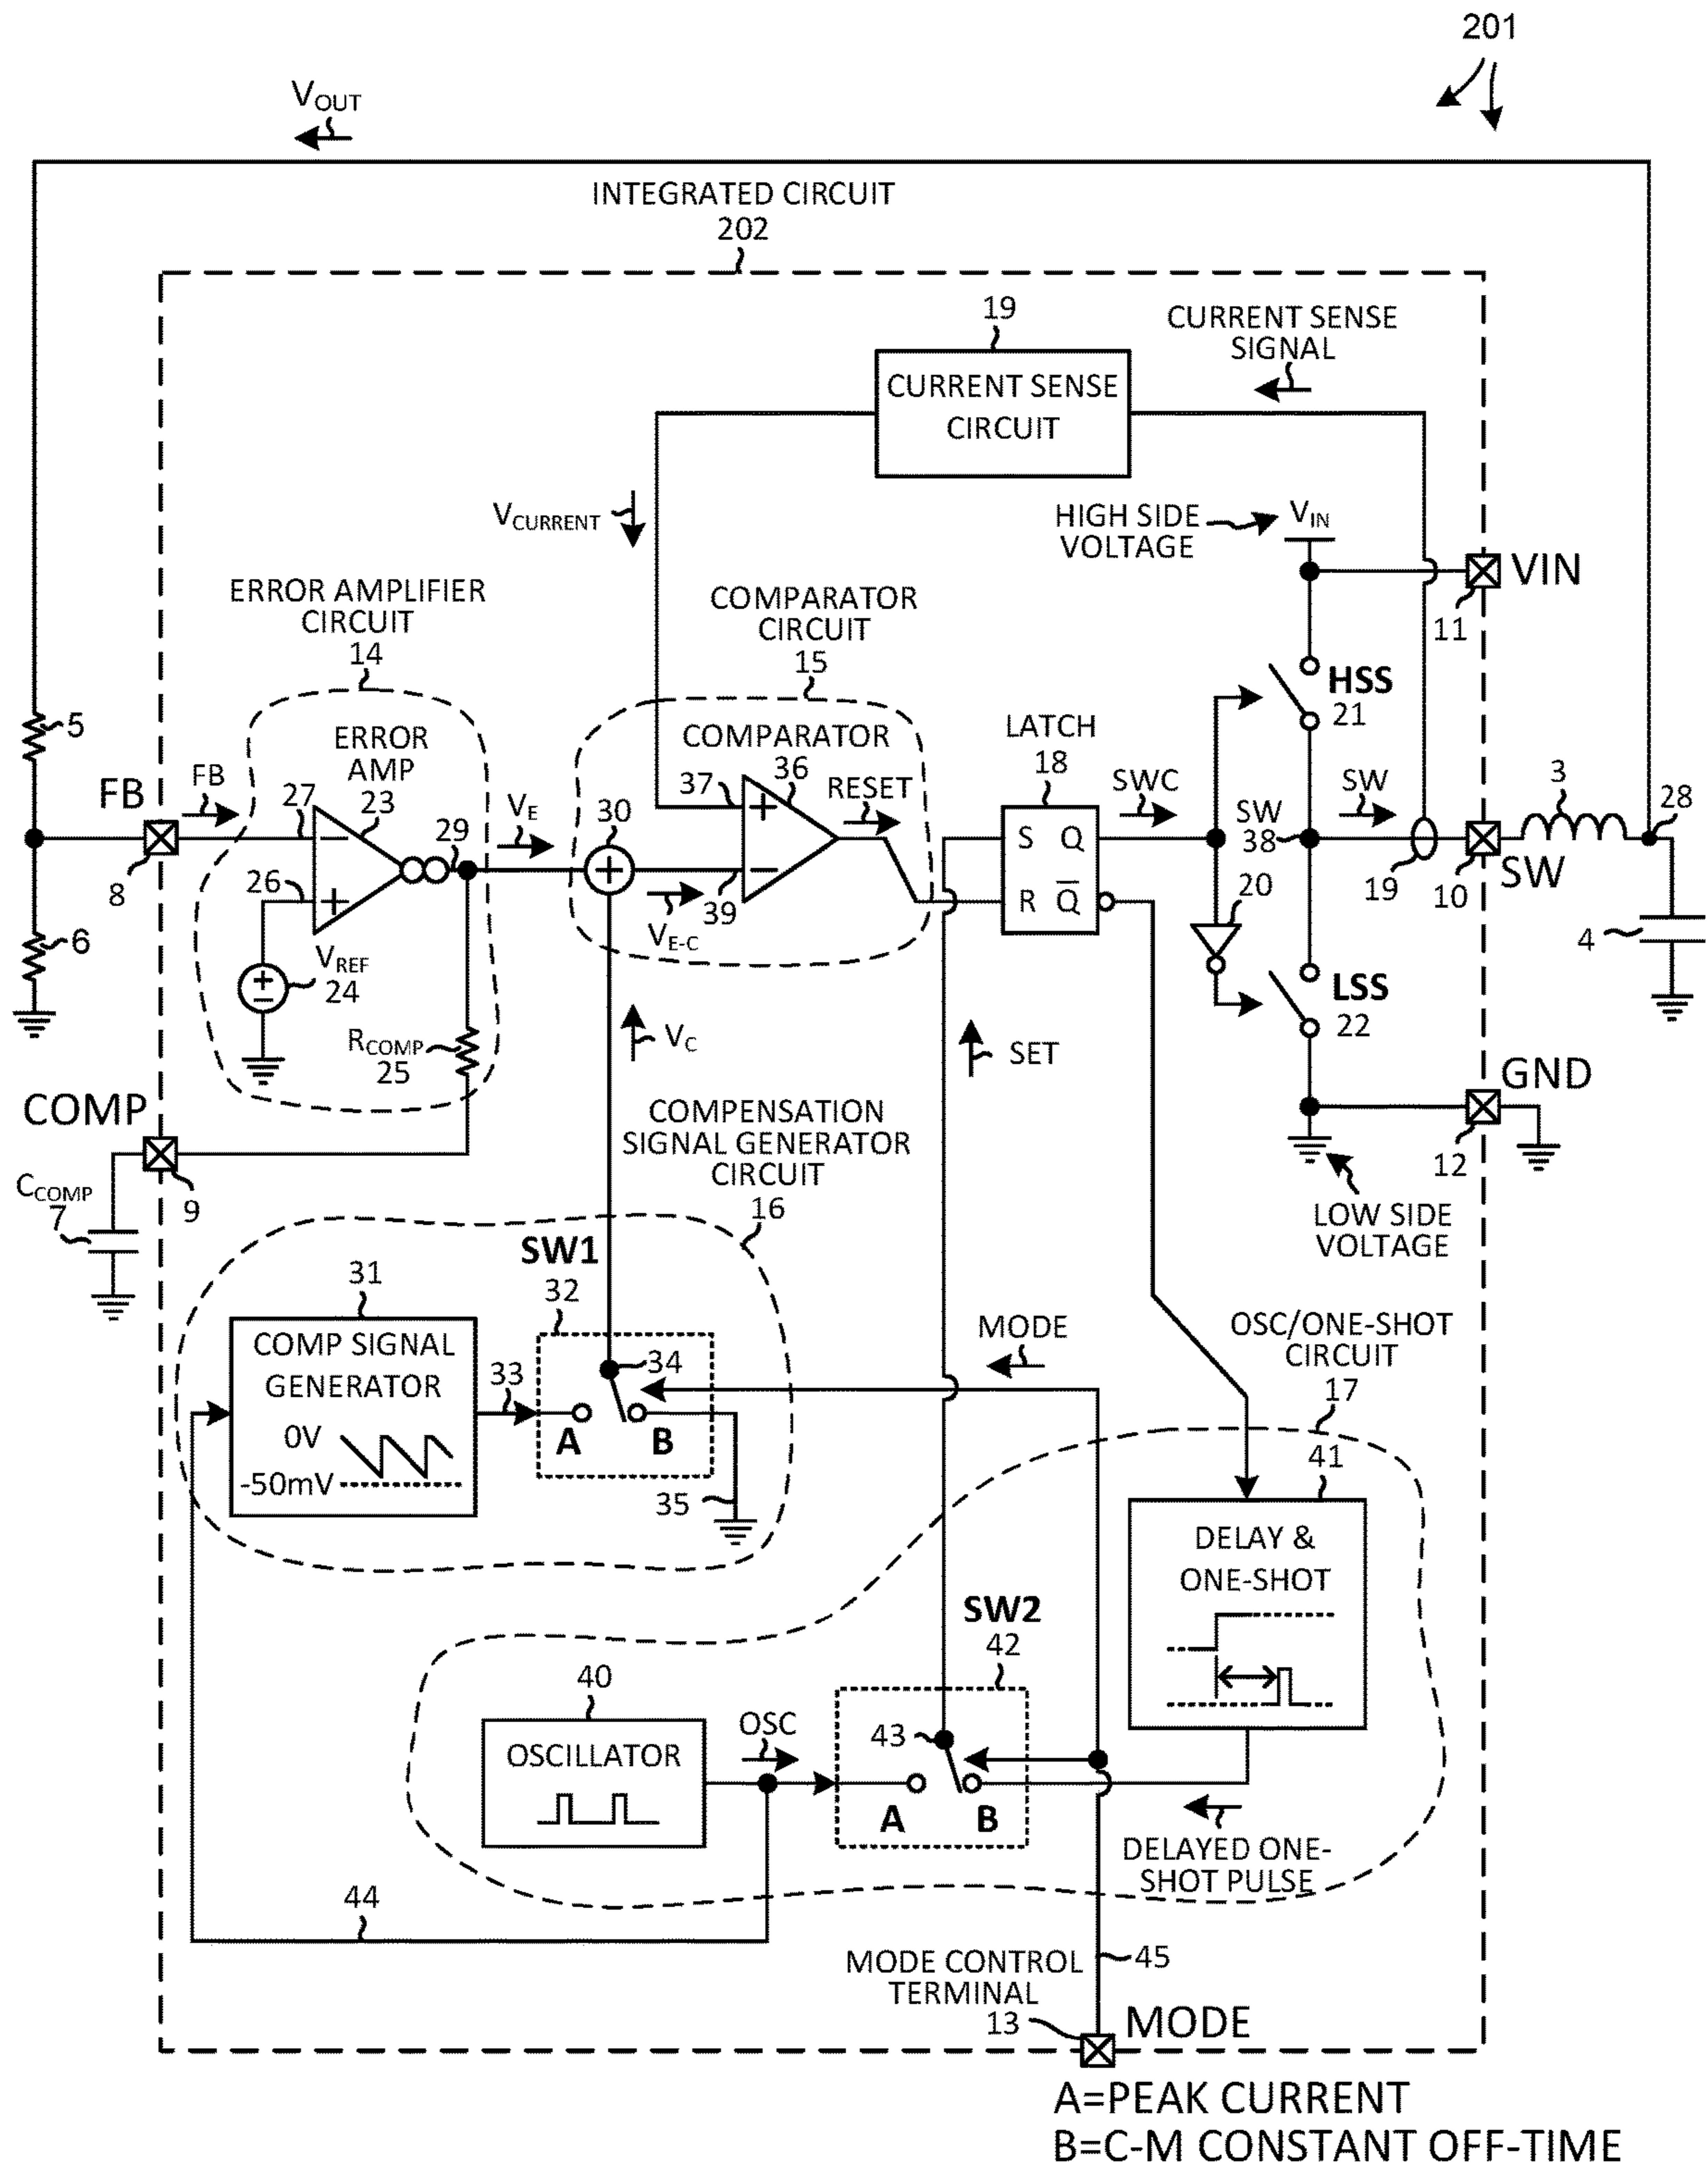 201
VOUT
INTEGRATED CIRCUIT
202
19
CURRENT SENSE
SIGNAL
CURRENT SENSE
CIRCUIT
VCURRENT
HIGH SIDE
VOLTAGE
VIN
VIN
11
ERROR AMPLIFIER
CIRCUIT
14
COMPARATOR
CIRCUIT
15
HSS
21
5
ERROR
AMP
23
COMPARATOR
36
LATCH
18
FB
FB
27
29
VE
30
37
+
RESET
SWC
SW
38
SW
3
28
−
+
−
S Q
R Q
8
26
+
39
VE-C
20
19
10
SW
6
VREF
24
+
−
4
LSS
22
RCOMP
25
VC
SET
GND
COMP
12
CCOMP
7
9
COMPENSATION
SIGNAL GENERATOR
CIRCUIT
16
LOW SIDE
VOLTAGE
SW1
31
32
COMP SIGNAL
GENERATOR
0V
-50mV
33
34
A
B
35
MODE
OSC/ONE-SHOT
CIRCUIT
17
41
DELAY &
ONE-SHOT
SW2
42
40
OSCILLATOR
OSC
43
A
B
DELAYED ONE-
SHOT PULSE
44
MODE CONTROL
TERMINAL
13
45
MODE
A=PEAK CURRENT
B=C-M CONSTANT OFF-TIME